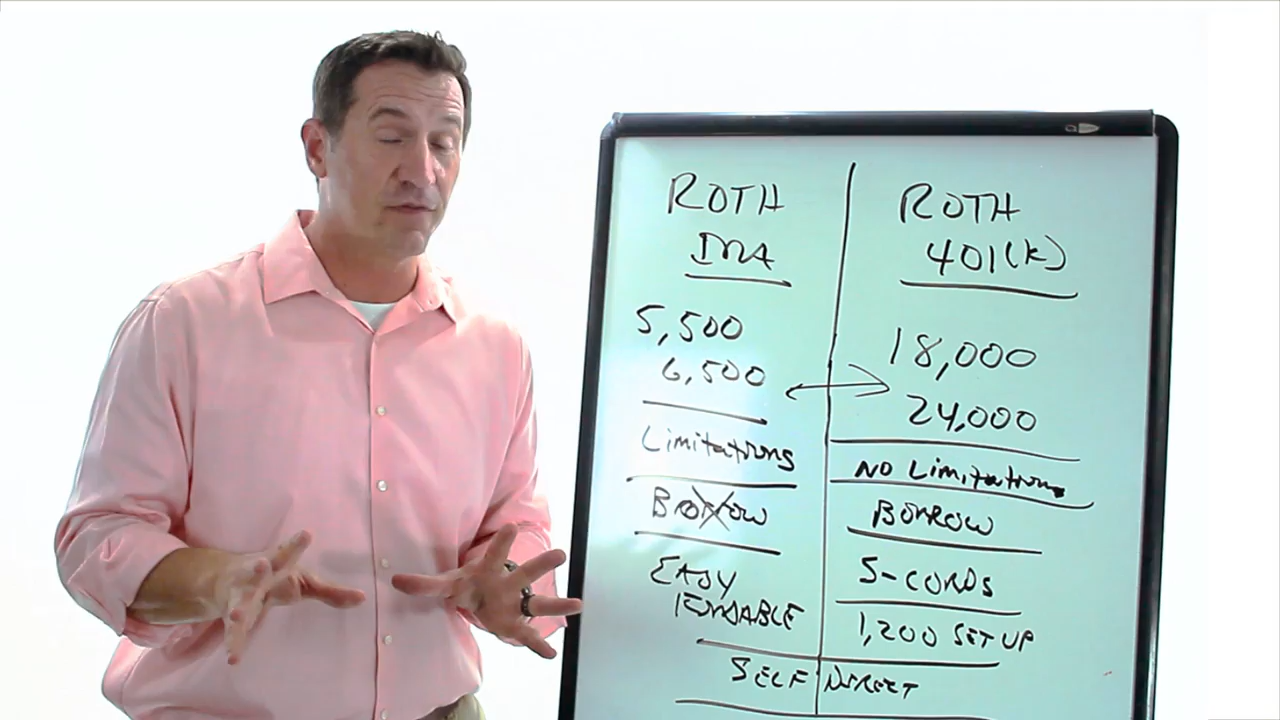 ROTH
IRA
5,500
6,500
Limitations
BORROW
EASY
FUNDABLE
ROTH
401(k)
18,000
24,000
NO Limitations
BORROW
S-CORPS
1,200 SET UP
SELF DIRECT